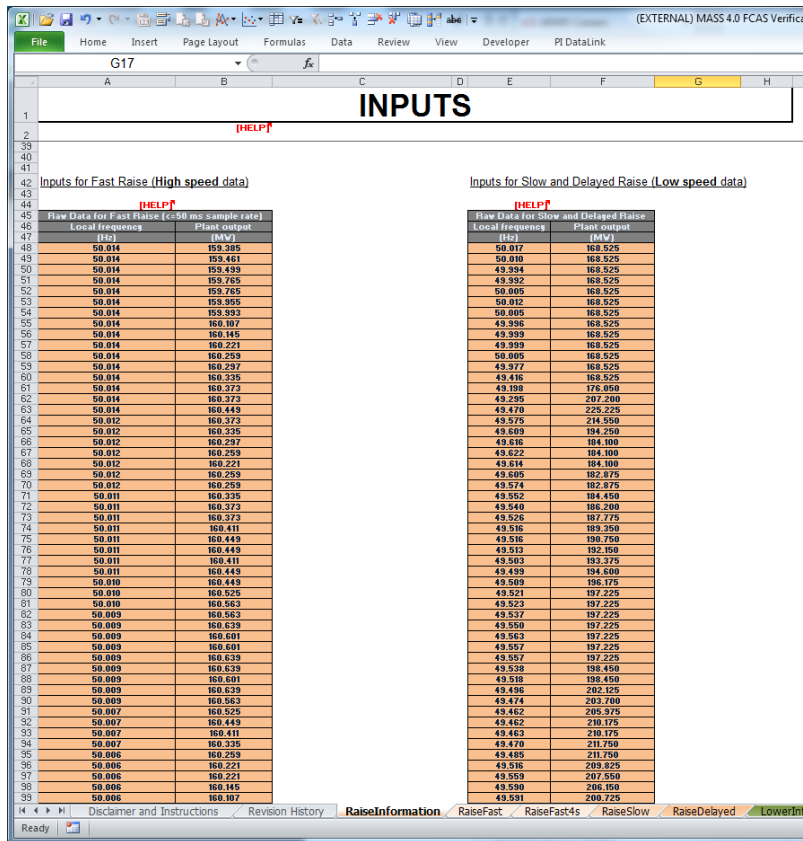 (EXTERNAL) MASS 4.0 FCAS Verifica
File Home Insert Page Layout Formulas Data Review View Developer PI DataLink
G17 fx
A B C D E F G H
1 INPUTS
2 [HELP]
39
40
41
42 Inputs for Fast Raise (High speed data) Inputs for Slow and Delayed Raise (Low speed data)
43
44 [HELP] [HELP]
45 Raw Data for Fast Raise (<=50 ms sample rate) Raw Data for Slow and Delayed Raise
46 Local frequency Plant output Local frequency Plant output
47 (Hz) (MW) (Hz) (MW)
48 50.014 159.385 50.017 168.525
49 50.014 159.461 50.010 168.525
50 50.014 159.499 49.994 168.525
51 50.014 159.765 49.992 168.525
52 50.014 159.765 50.005 168.525
53 50.014 159.955 50.012 168.525
54 50.014 159.993 50.005 168.525
55 50.014 160.107 49.996 168.525
56 50.014 160.145 49.999 168.525
57 50.014 160.221 49.999 168.525
58 50.014 160.259 50.005 168.525
59 50.014 160.297 49.977 168.525
60 50.014 160.335 49.416 168.525
61 50.014 160.373 49.198 176.050
62 50.014 160.373 49.295 207.200
63 50.014 160.449 49.470 225.225
64 50.012 160.373 49.575 214.550
65 50.012 160.335 49.609 194.250
66 50.012 160.297 49.616 184.100
67 50.012 160.259 49.622 184.100
68 50.012 160.221 49.614 184.100
69 50.012 160.259 49.605 182.875
70 50.012 160.259 49.574 182.875
71 50.011 160.335 49.552 184.450
72 50.011 160.373 49.540 186.200
73 50.011 160.373 49.526 187.775
74 50.011 160.411 49.516 189.350
75 50.011 160.449 49.516 190.750
76 50.011 160.449 49.513 192.150
77 50.011 160.411 49.503 193.375
78 50.011 160.449 49.499 194.600
79 50.010 160.449 49.509 196.175
80 50.010 160.525 49.521 197.225
81 50.010 160.563 49.523 197.225
82 50.009 160.563 49.537 197.225
83 50.009 160.639 49.550 197.225
84 50.009 160.601 49.563 197.225
85 50.009 160.601 49.557 197.225
86 50.009 160.639 49.557 197.225
87 50.009 160.639 49.538 198.450
88 50.009 160.601 49.518 198.450
89 50.009 160.639 49.496 202.125
90 50.009 160.563 49.474 203.700
91 50.007 160.525 49.462 205.975
92 50.007 160.449 49.462 210.175
93 50.007 160.411 49.463 210.175
94 50.007 160.335 49.470 211.750
95 50.006 160.259 49.485 211.750
96 50.006 160.221 49.516 209.825
97 50.006 160.221 49.559 207.550
98 50.006 160.145 49.590 206.150
99 50.006 160.107 49.591 200.725
Disclaimer and Instructions Revision History RaiseInformation RaiseFast RaiseFast4s RaiseSlow RaiseDelayed LowerInf
Ready